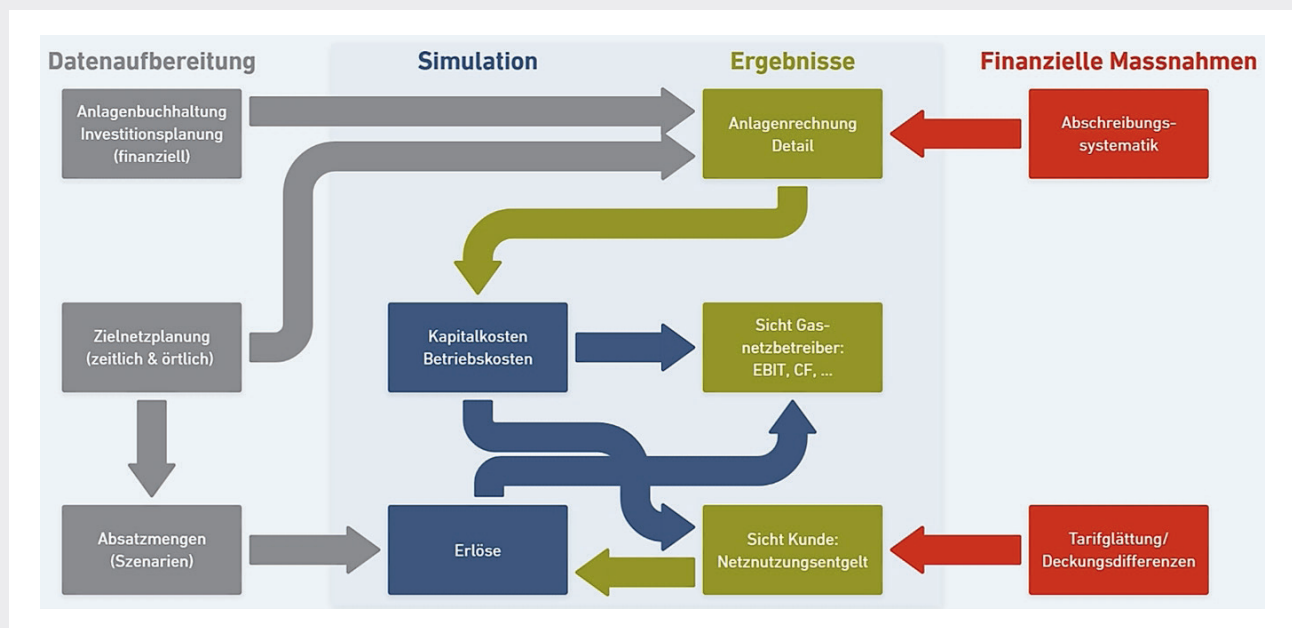 Datenaufbereitung
Simulation
Ergebnisse
Finanzielle Massnahmen
Anlagenbuchhaltung
Investitionsplanung
(finanziell)
Anlagenrechnung
Detail
Abschreibungs-
systematik
Zielnetzplanung
(zeitlich & örtlich)
Kapitalkosten
Betriebskosten
Sicht Gas-
netzbetreiber:
EBIT, CF, ...
Absatzmengen
(Szenarien)
Erlöse
Sicht Kunde:
Netznutzungsentgelt
Tarifglättung/
Deckungsdifferenzen